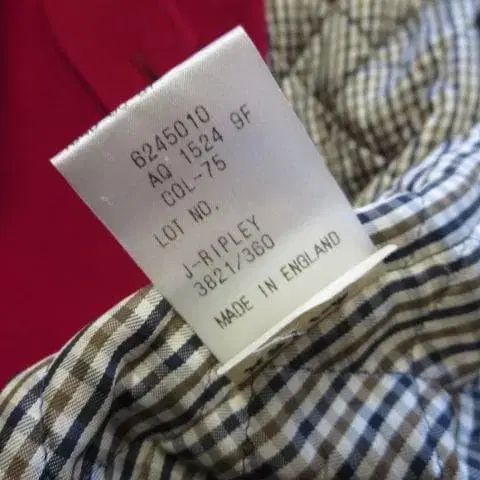 6245010
AQ 1524 9F
COL-75
LOT NO.
J-RIPLEY
3821/360
MADE IN ENGLAND